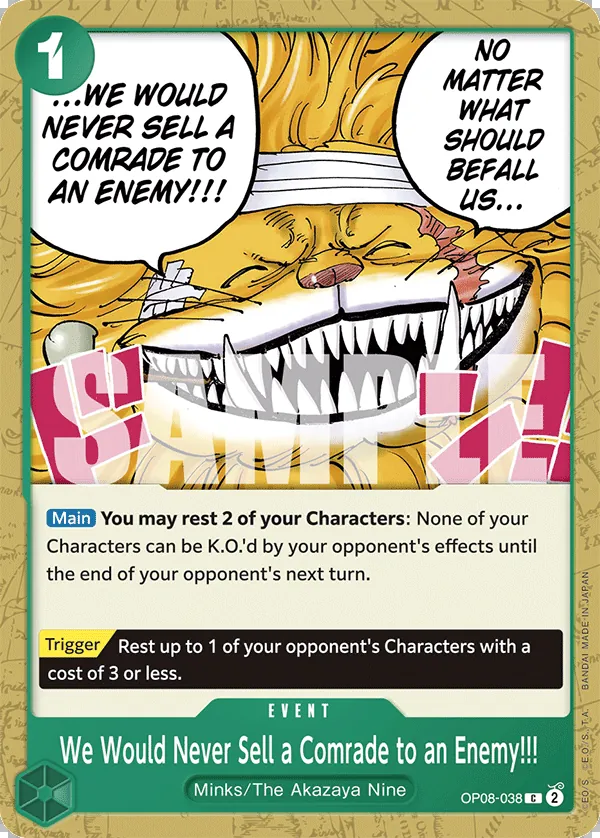 DLICHES EIS MEER
1
...WE WOULD
NEVER SELL A
COMRADE TO
AN ENEMY!!!
NO
MATTER
WHAT
SHOULD
BEFALL
US...
SAMPLE
Main You may rest 2 of your Characters: None of your
Characters can be K.O.'d by your opponent's effects until
the end of your opponent's next turn.
Trigger Rest up to 1 of your opponent's Characters with a
cost of 3 or less.
EVENT
We Would Never Sell a Comrade to an Enemy!!!
Minks/The Akazaya Nine
OP08-038 C 2
©E.O./S. ©E.O./S.,T.A. BANDAI MADE IN JAPAN